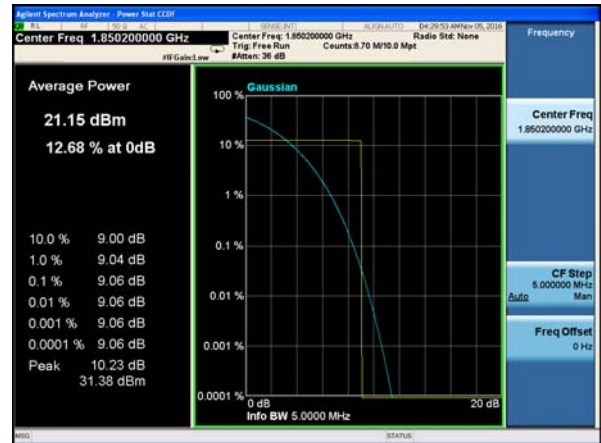 Agilent Spectrum Analyzer - Power Stat CCDF
RL RF 50 Ω AC SENSE:INT ALIGNAUTO 04:29:53 AM Nov 05, 2016
Center Freq 1.850200000 GHz
Center Freq: 1.850200000 GHz Radio Std: None
Trig: Free Run Counts:8.70 M/10.0 Mpt
#IFGain:Low #Atten: 36 dB
Frequency
Average Power
21.15 dBm
12.68 % at 0dB
10.0 % 9.00 dB
1.0 % 9.04 dB
0.1 % 9.06 dB
0.01 % 9.06 dB
0.001 % 9.06 dB
0.0001 % 9.06 dB
Peak 10.23 dB
31.38 dBm
Gaussian
100 %
10 %
1 %
0.1 %
0.01 %
0.001 %
0.0001 %
0 dB 20 dB
Info BW 5.0000 MHz
Center Freq
1.850200000 GHz
CF Step
5.000000 MHz
Auto Man
Freq Offset
0 Hz
MSG STATUS